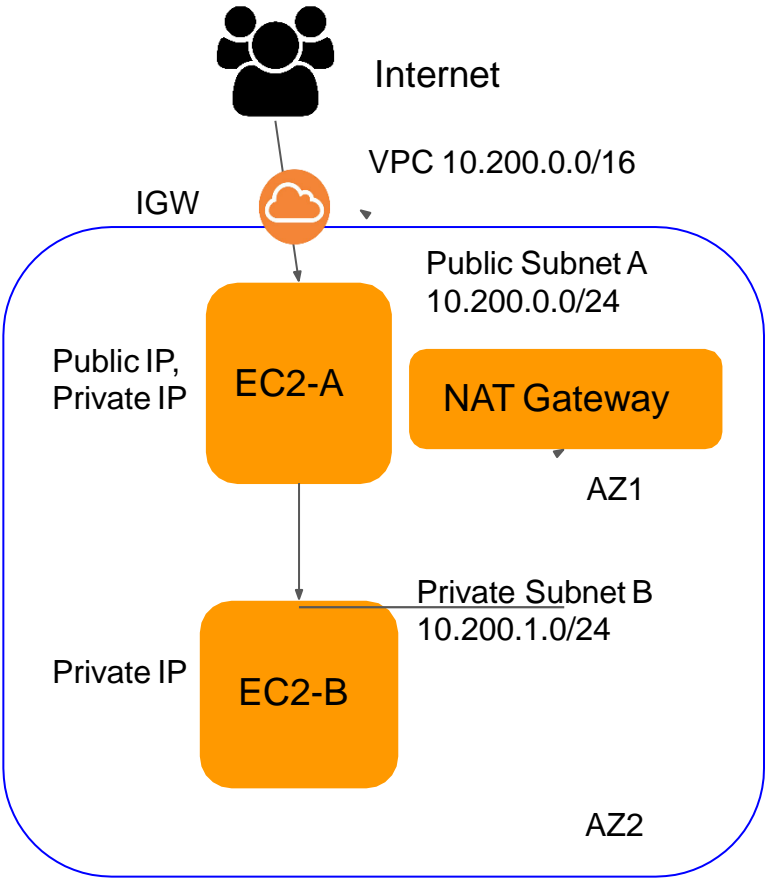 Internet
VPC 10.200.0.0/16
IGW
Public Subnet A
10.200.0.0/24
Public IP,
Private IP
EC2-A
NAT Gateway
AZ1
Private Subnet B
10.200.1.0/24
Private IP
EC2-B
AZ2